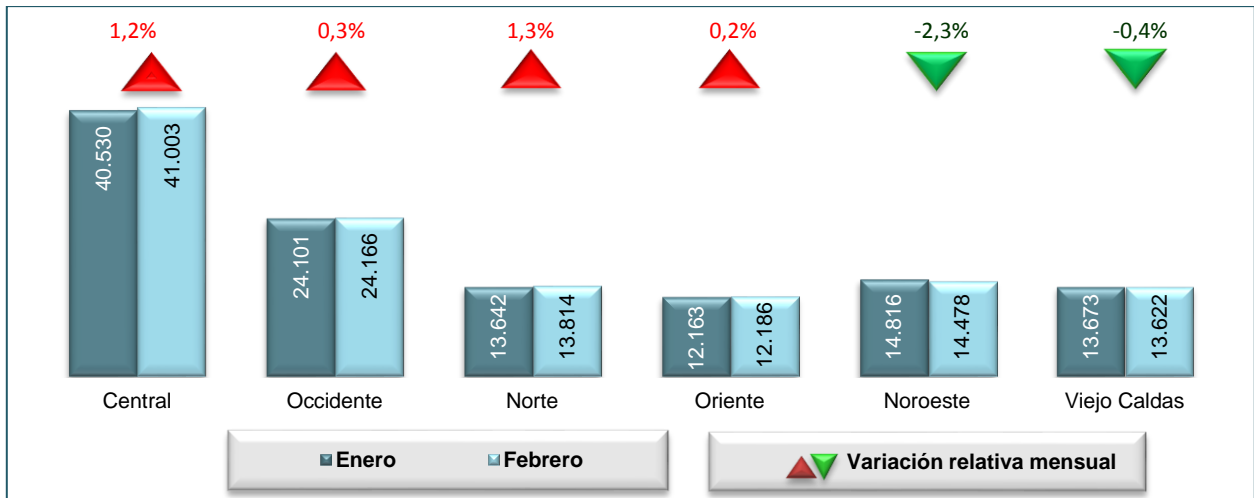 1,2% 0,3% 1,3% 0,2% -2,3% -0,4%
40.530 41.003 24.101 24.166 13.642 13.814 12.163 12.186 14.816 14.478 13.673 13.622
Central Occidente Norte Oriente Noroeste Viejo Caldas
Enero Febrero Variación relativa mensual